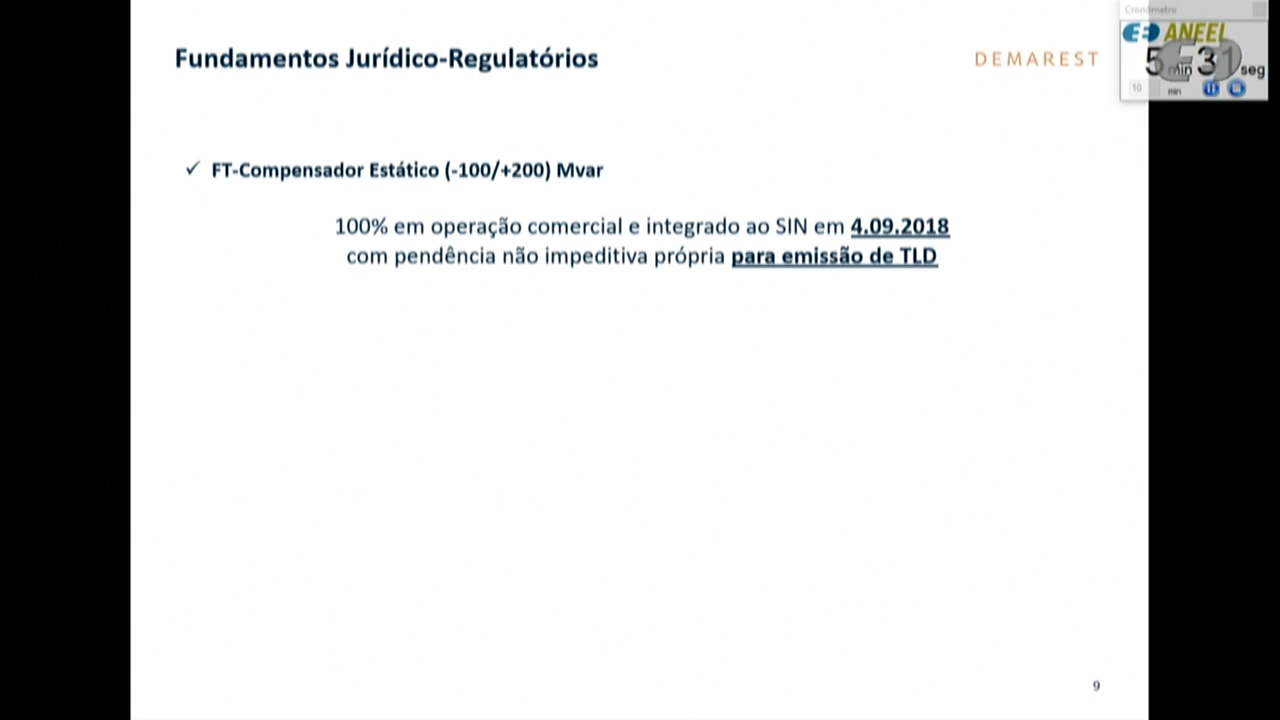 Fundamentos Jurídico-Regulatórios
DEMAREST
Cronômetro
ANEEL
5 min 31 seg
10 min
✓ FT-Compensador Estático (-100/+200) Mvar
100% em operação comercial e integrado ao SIN em 4.09.2018
com pendência não impeditiva própria para emissão de TLD
9